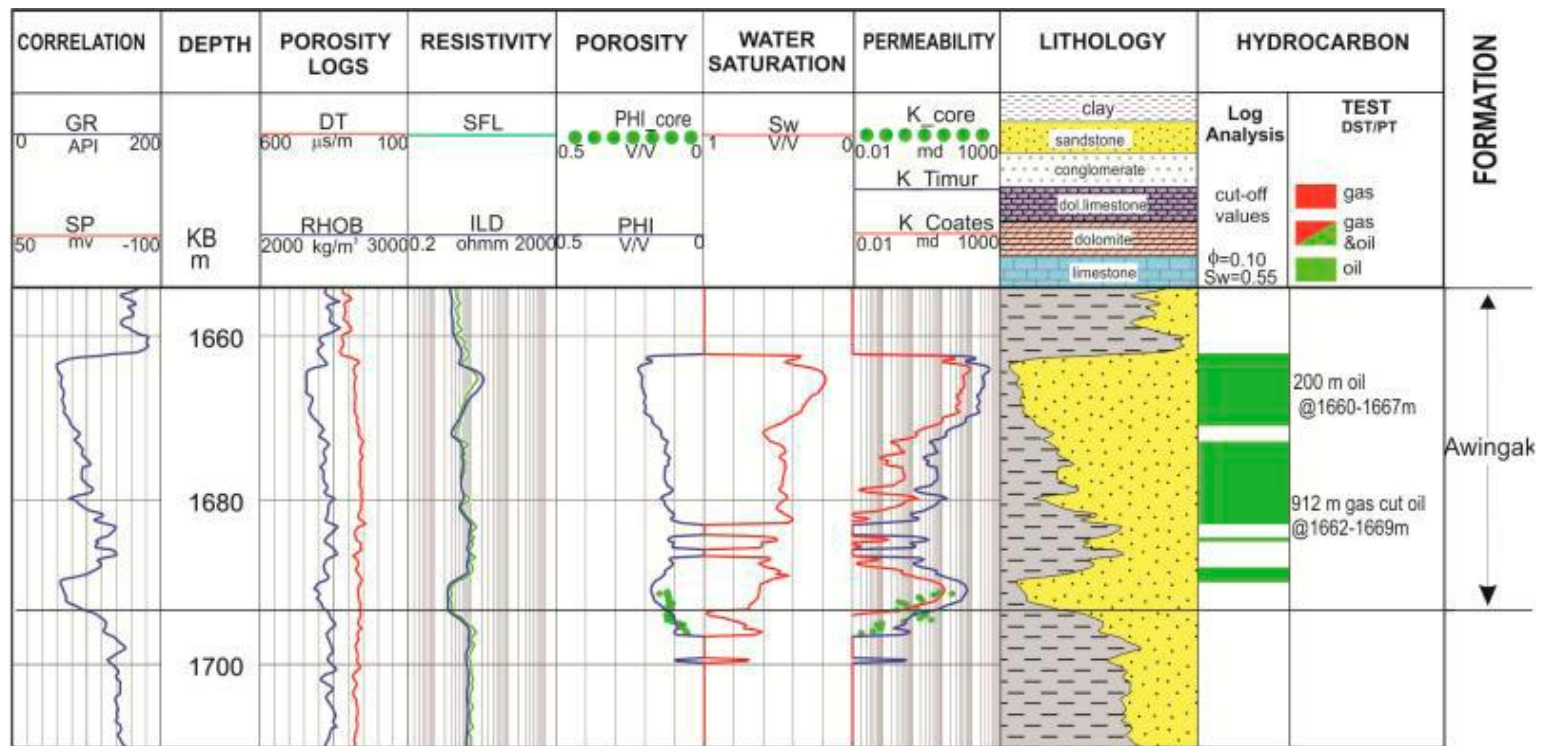 CORRELATION
DEPTH
POROSITY
LOGS
RESISTIVITY
POROSITY
WATER
SATURATION
PERMEABILITY
LITHOLOGY
HYDROCARBON
FORMATION
GR
0 API 200
SP
50 mv -100
KB
m
DT
600 µs/m 100
RHOB
2000 kg/m³ 3000
SFL
ILD
0.2 ohmm 2000
PHI_core
0.5 V/V 0
PHI
0.5 V/V 0
Sw
1 V/V 0
K_core
0.01 md 1000
K_Timur
K_Coates
0.01 md 1000
clay
sandstone
conglomerate
dol.limestone
dolomite
limestone
Log
Analysis
cut-off
values
ϕ=0.10
Sw=0.55
TEST
DST/PT
gas
gas
&oil
oil
1660
200 m oil
@1660-1667m
Awingak
1680
912 m gas cut oil
@1662-1669m
1700